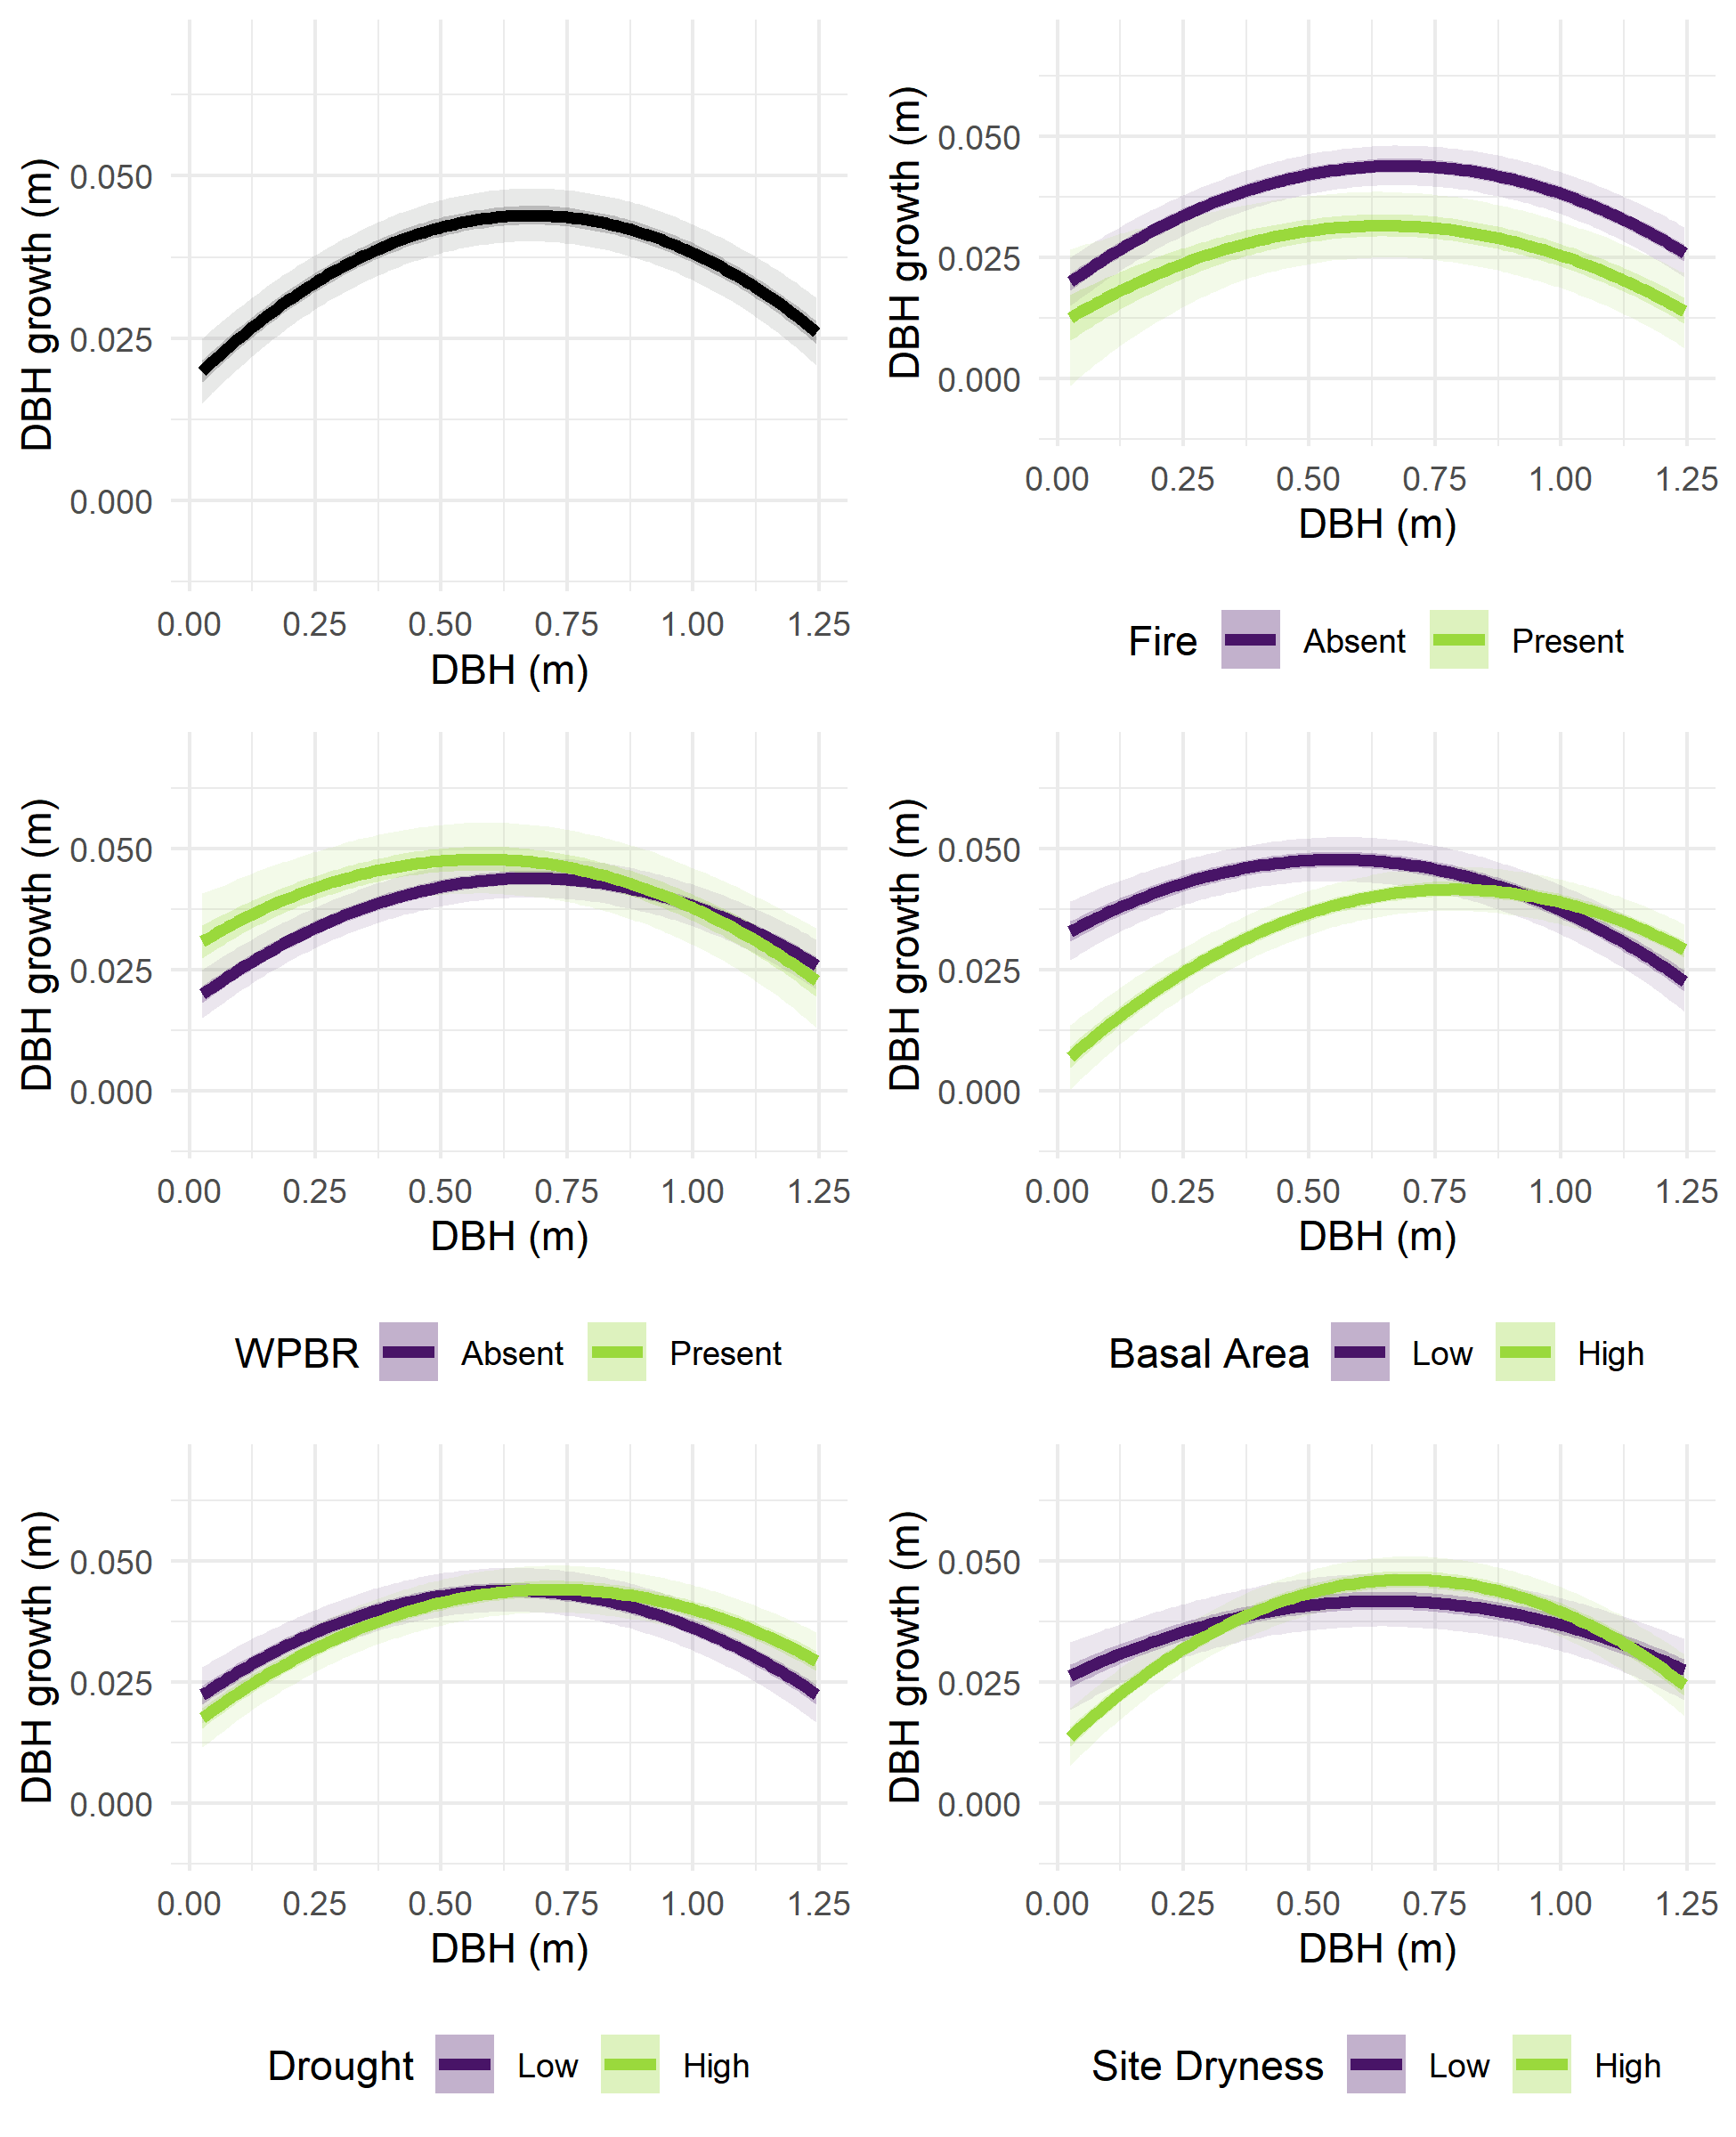 DBH growth (m)
0.050
0.025
0.000
0.00 0.25 0.50 0.75 1.00 1.25
DBH (m)
DBH growth (m)
0.050
0.025
0.000
0.00 0.25 0.50 0.75 1.00 1.25
DBH (m)
Fire Absent Present
DBH growth (m)
0.050
0.025
0.000
0.00 0.25 0.50 0.75 1.00 1.25
DBH (m)
WPBR Absent Present
DBH growth (m)
0.050
0.025
0.000
0.00 0.25 0.50 0.75 1.00 1.25
DBH (m)
Basal Area Low High
DBH growth (m)
0.050
0.025
0.000
0.00 0.25 0.50 0.75 1.00 1.25
DBH (m)
Drought Low High
DBH growth (m)
0.050
0.025
0.000
0.00 0.25 0.50 0.75 1.00 1.25
DBH (m)
Site Dryness Low High